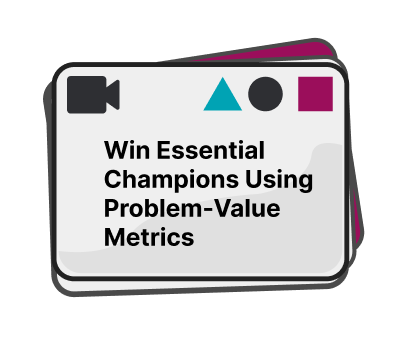 Win Essential
Champions Using
Problem-Value
Metrics